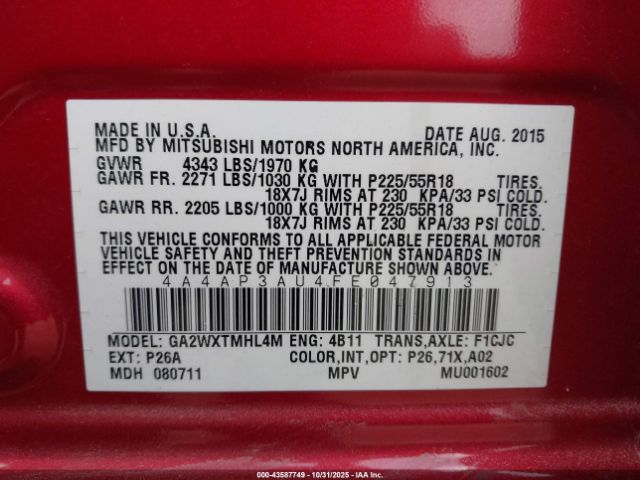 MADE IN U.S.A. DATE AUG. 2015
MFD BY MITSUBISHI MOTORS NORTH AMERICA, INC.
GVWR 4343 LBS/1970 KG
GAWR FR. 2271 LBS/1030 KG WITH P225/55R18 TIRES.
18X7J RIMS AT 230 KPA/33 PSI COLD.
GAWR RR. 2205 LBS/1000 KG WITH P225/55R18 TIRES.
18X7J RIMS AT 230 KPA/33 PSI COLD.
THIS VEHICLE CONFORMS TO ALL APPLICABLE FEDERAL MOTOR
VEHICLE SAFETY AND THEFT PREVENTION STANDARDS IN
EFFECT ON THE DATE OF MANUFACTURE SHOWN ABOVE.
4A4AP3AU4FE047913
MODEL: GA2WXTMHL4M ENG: 4B11 TRANS,AXLE: F1CJC
EXT: P26A COLOR,INT,OPT: P26,71X,A02
MDH 080711 MPV MU001602
000-43587749 - 10/31/2025 - IAA Inc.